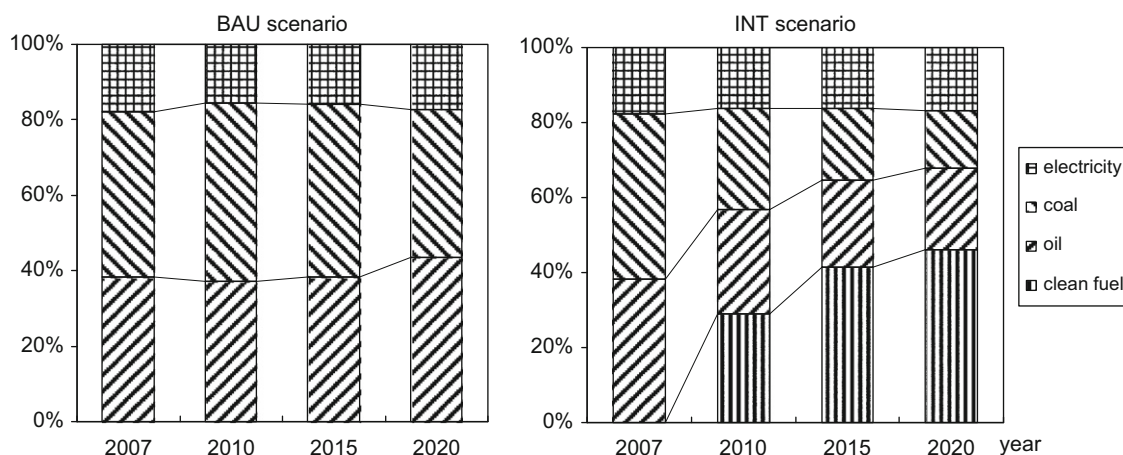 BAU scenario
100%
80%
60%
40%
20%
0%
2007 2010 2015 2020
INT scenario
100%
80%
60%
40%
20%
0%
2007 2010 2015 2020 year
electricity
coal
oil
clean fuel